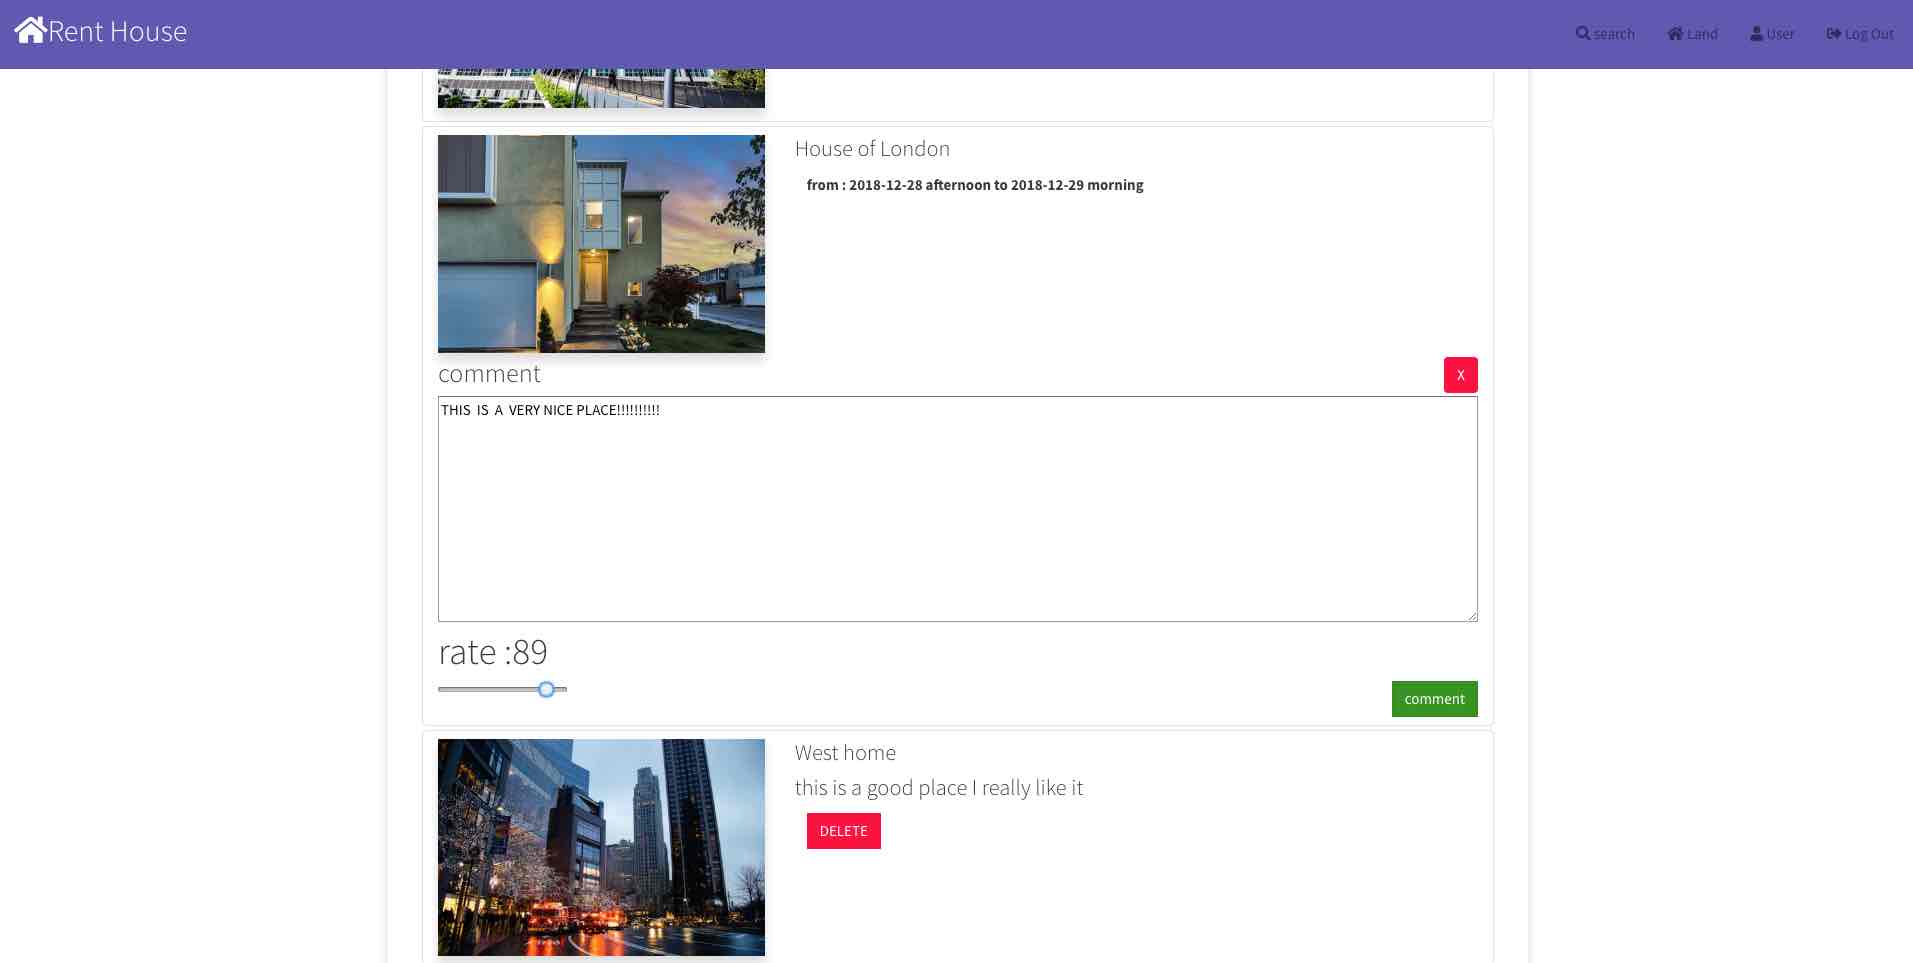 Rent House
search
Land
User
Log Out
House of London
from : 2018-12-28 afternoon to 2018-12-29 morning
comment
X
THIS  IS  A  VERY NICE PLACE!!!!!!!!!!
rate :89
comment
West home
this is a good place I really like it
DELETE